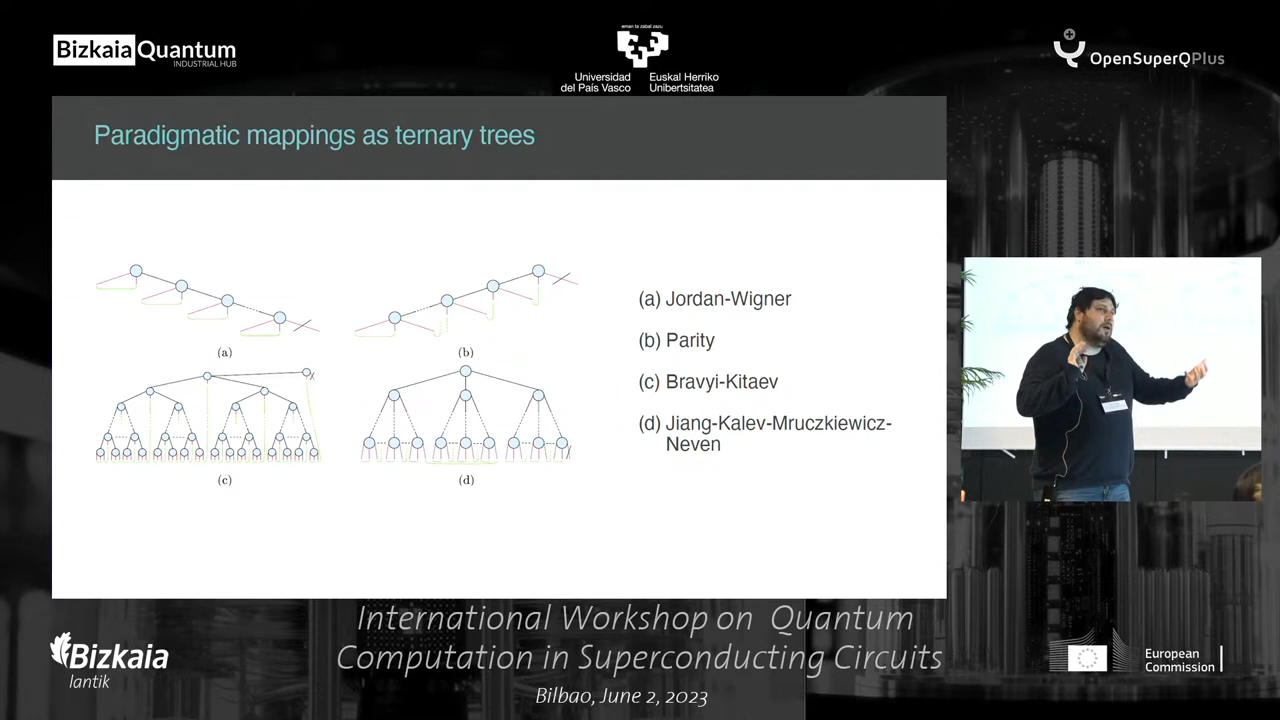 Bizkaia Quantum
INDUSTRIAL HUB
eman ta zabal zazu
Universidad
del País Vasco
Euskal Herriko
Unibertsitatea
OpenSuperQPlus
Paradigmatic mappings as ternary trees
(a)
(b)
(c)
(d)
(a) Jordan-Wigner
(b) Parity
(c) Bravyi-Kitaev
(d) Jiang-Kalev-Mruczkiewicz-
Neven
International Workshop on Quantum
Computation in Superconducting Circuits
Bilbao, June 2, 2023
Bizkaia
lantik
European
Commission